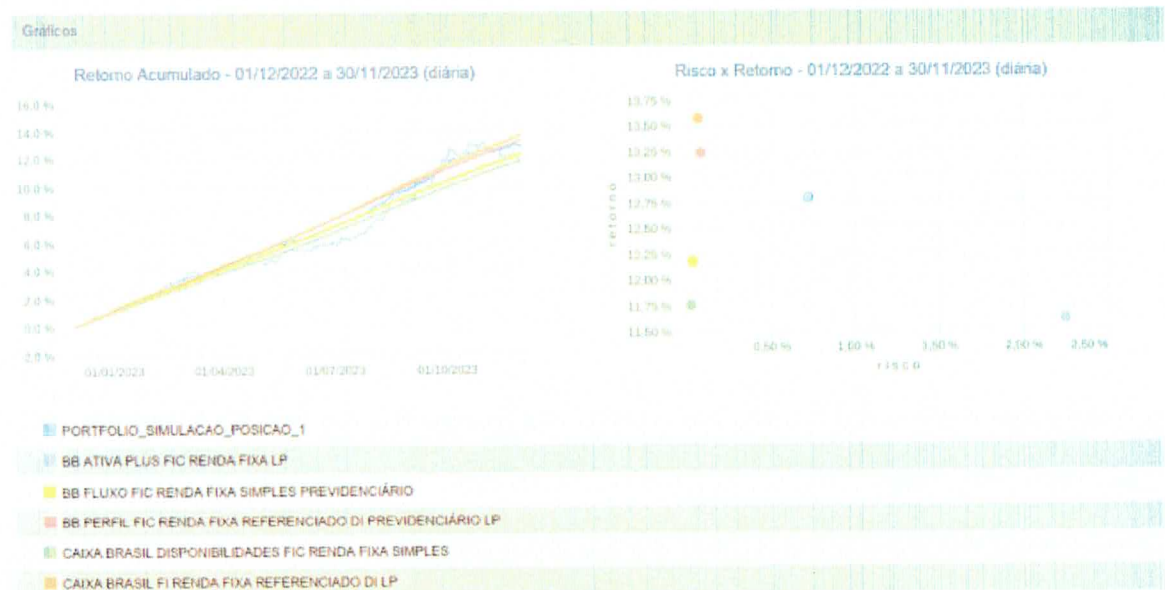 Gráficos
Retorno Acumulado - 01/12/2022 a 30/11/2023 (diária)
16.0 %
14.0 %
12.0 %
10.0 %
8.0 %
6.0 %
4.0 %
2.0 %
0.0 %
2.0 %
01/01/2023
01/04/2023
01/07/2023
01/10/2023
Risco x Retorno - 01/12/2022 a 30/11/2023 (diária)
retorno
13.75 %
13.50 %
13.25 %
13.00 %
12.75 %
12.50 %
12.25 %
12.00 %
11.75 %
11.50 %
0,50 %
1,00 %
1,50 %
2,00 %
2,50 %
risco
PORTFOLIO_SIMULACAO_POSICAO_1
BB ATIVA PLUS FIC RENDA FIXA LP
BB FLUXO FIC RENDA FIXA SIMPLES PREVIDENCIÁRIO
BB PERFIL FIC RENDA FIXA REFERENCIADO DI PREVIDENCIÁRIO LP
CAIXA BRASIL DISPONIBILIDADES FIC RENDA FIXA SIMPLES
CAIXA BRASIL FI RENDA FIXA REFERENCIADO DI LP